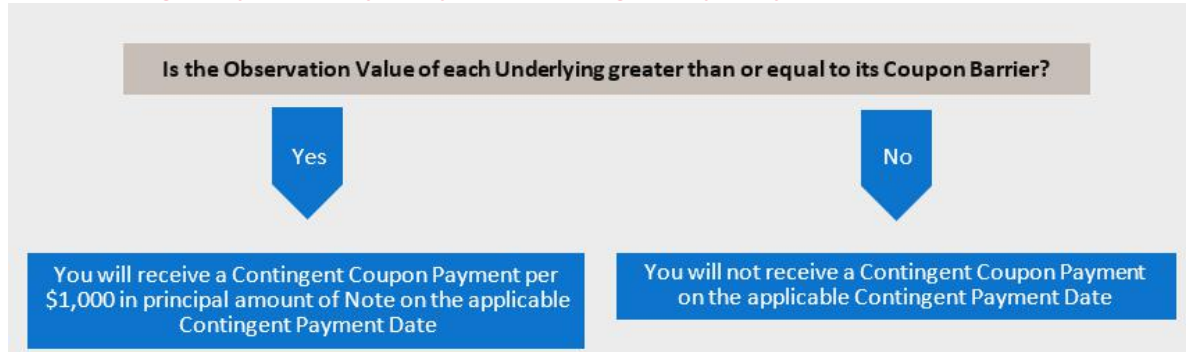 Is the Observation Value of each Underlying greater than or equal to its Coupon Barrier?
Yes
No
You will receive a Contingent Coupon Payment per
$1,000 in principal amount of Note on the applicable
Contingent Payment Date
You will not receive a Contingent Coupon Payment
on the applicable Contingent Payment Date